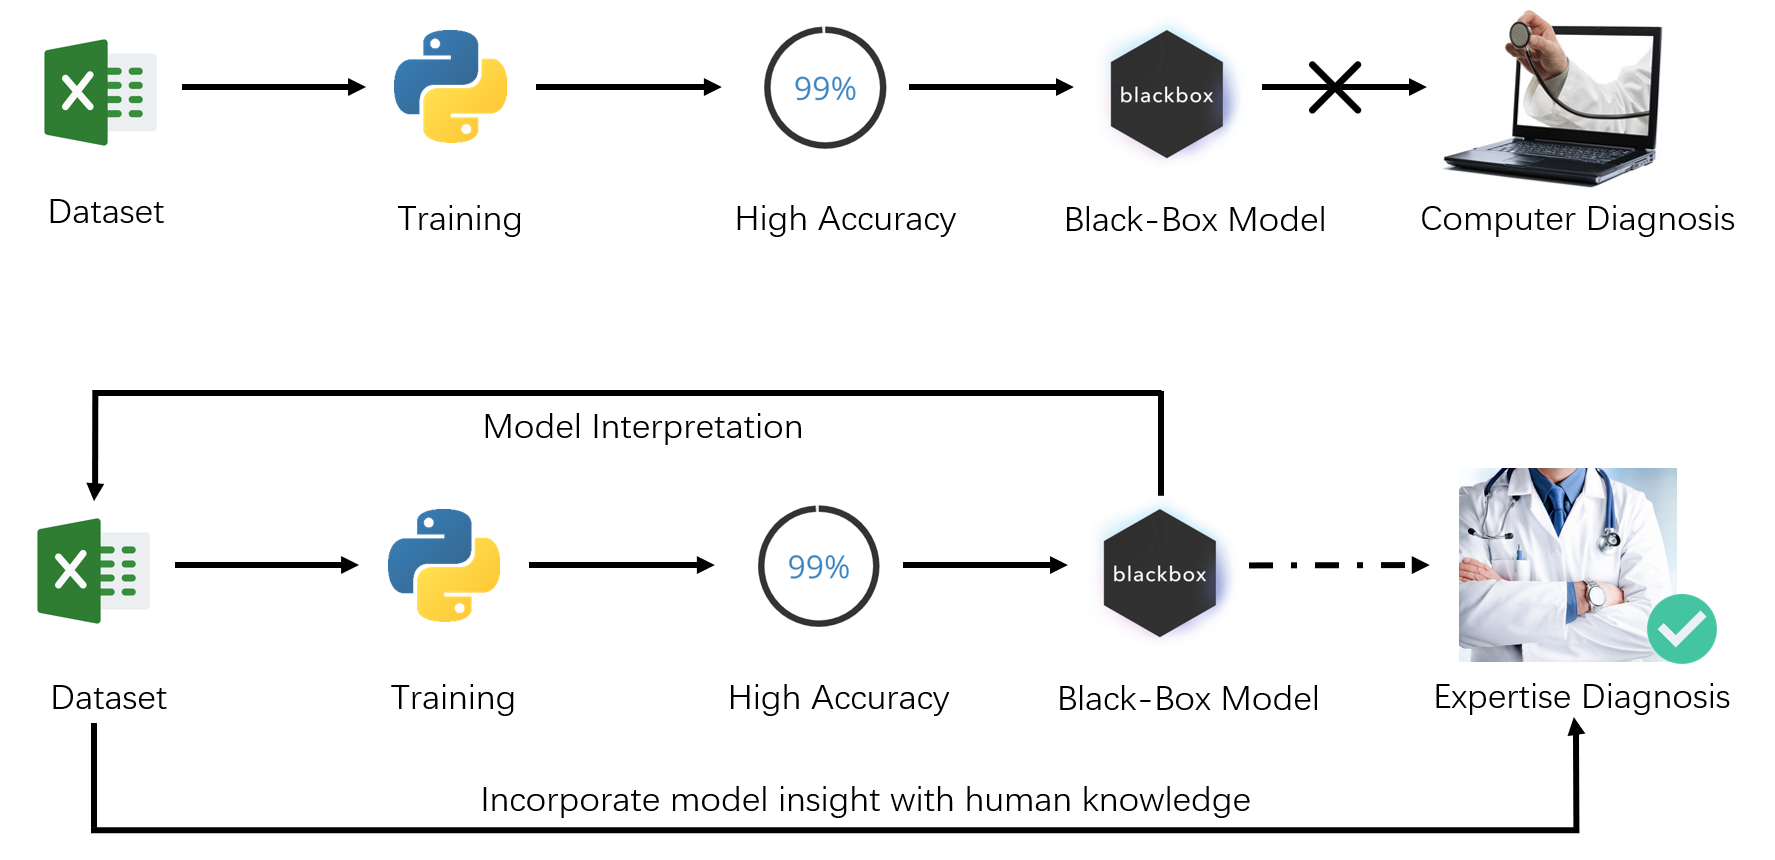 X
99%
blackbox
Dataset
Training
High Accuracy
Black-Box Model
Computer Diagnosis
Model Interpretation
X
99%
blackbox
Dataset
Training
High Accuracy
Black-Box Model
Expertise Diagnosis
Incorporate model insight with human knowledge